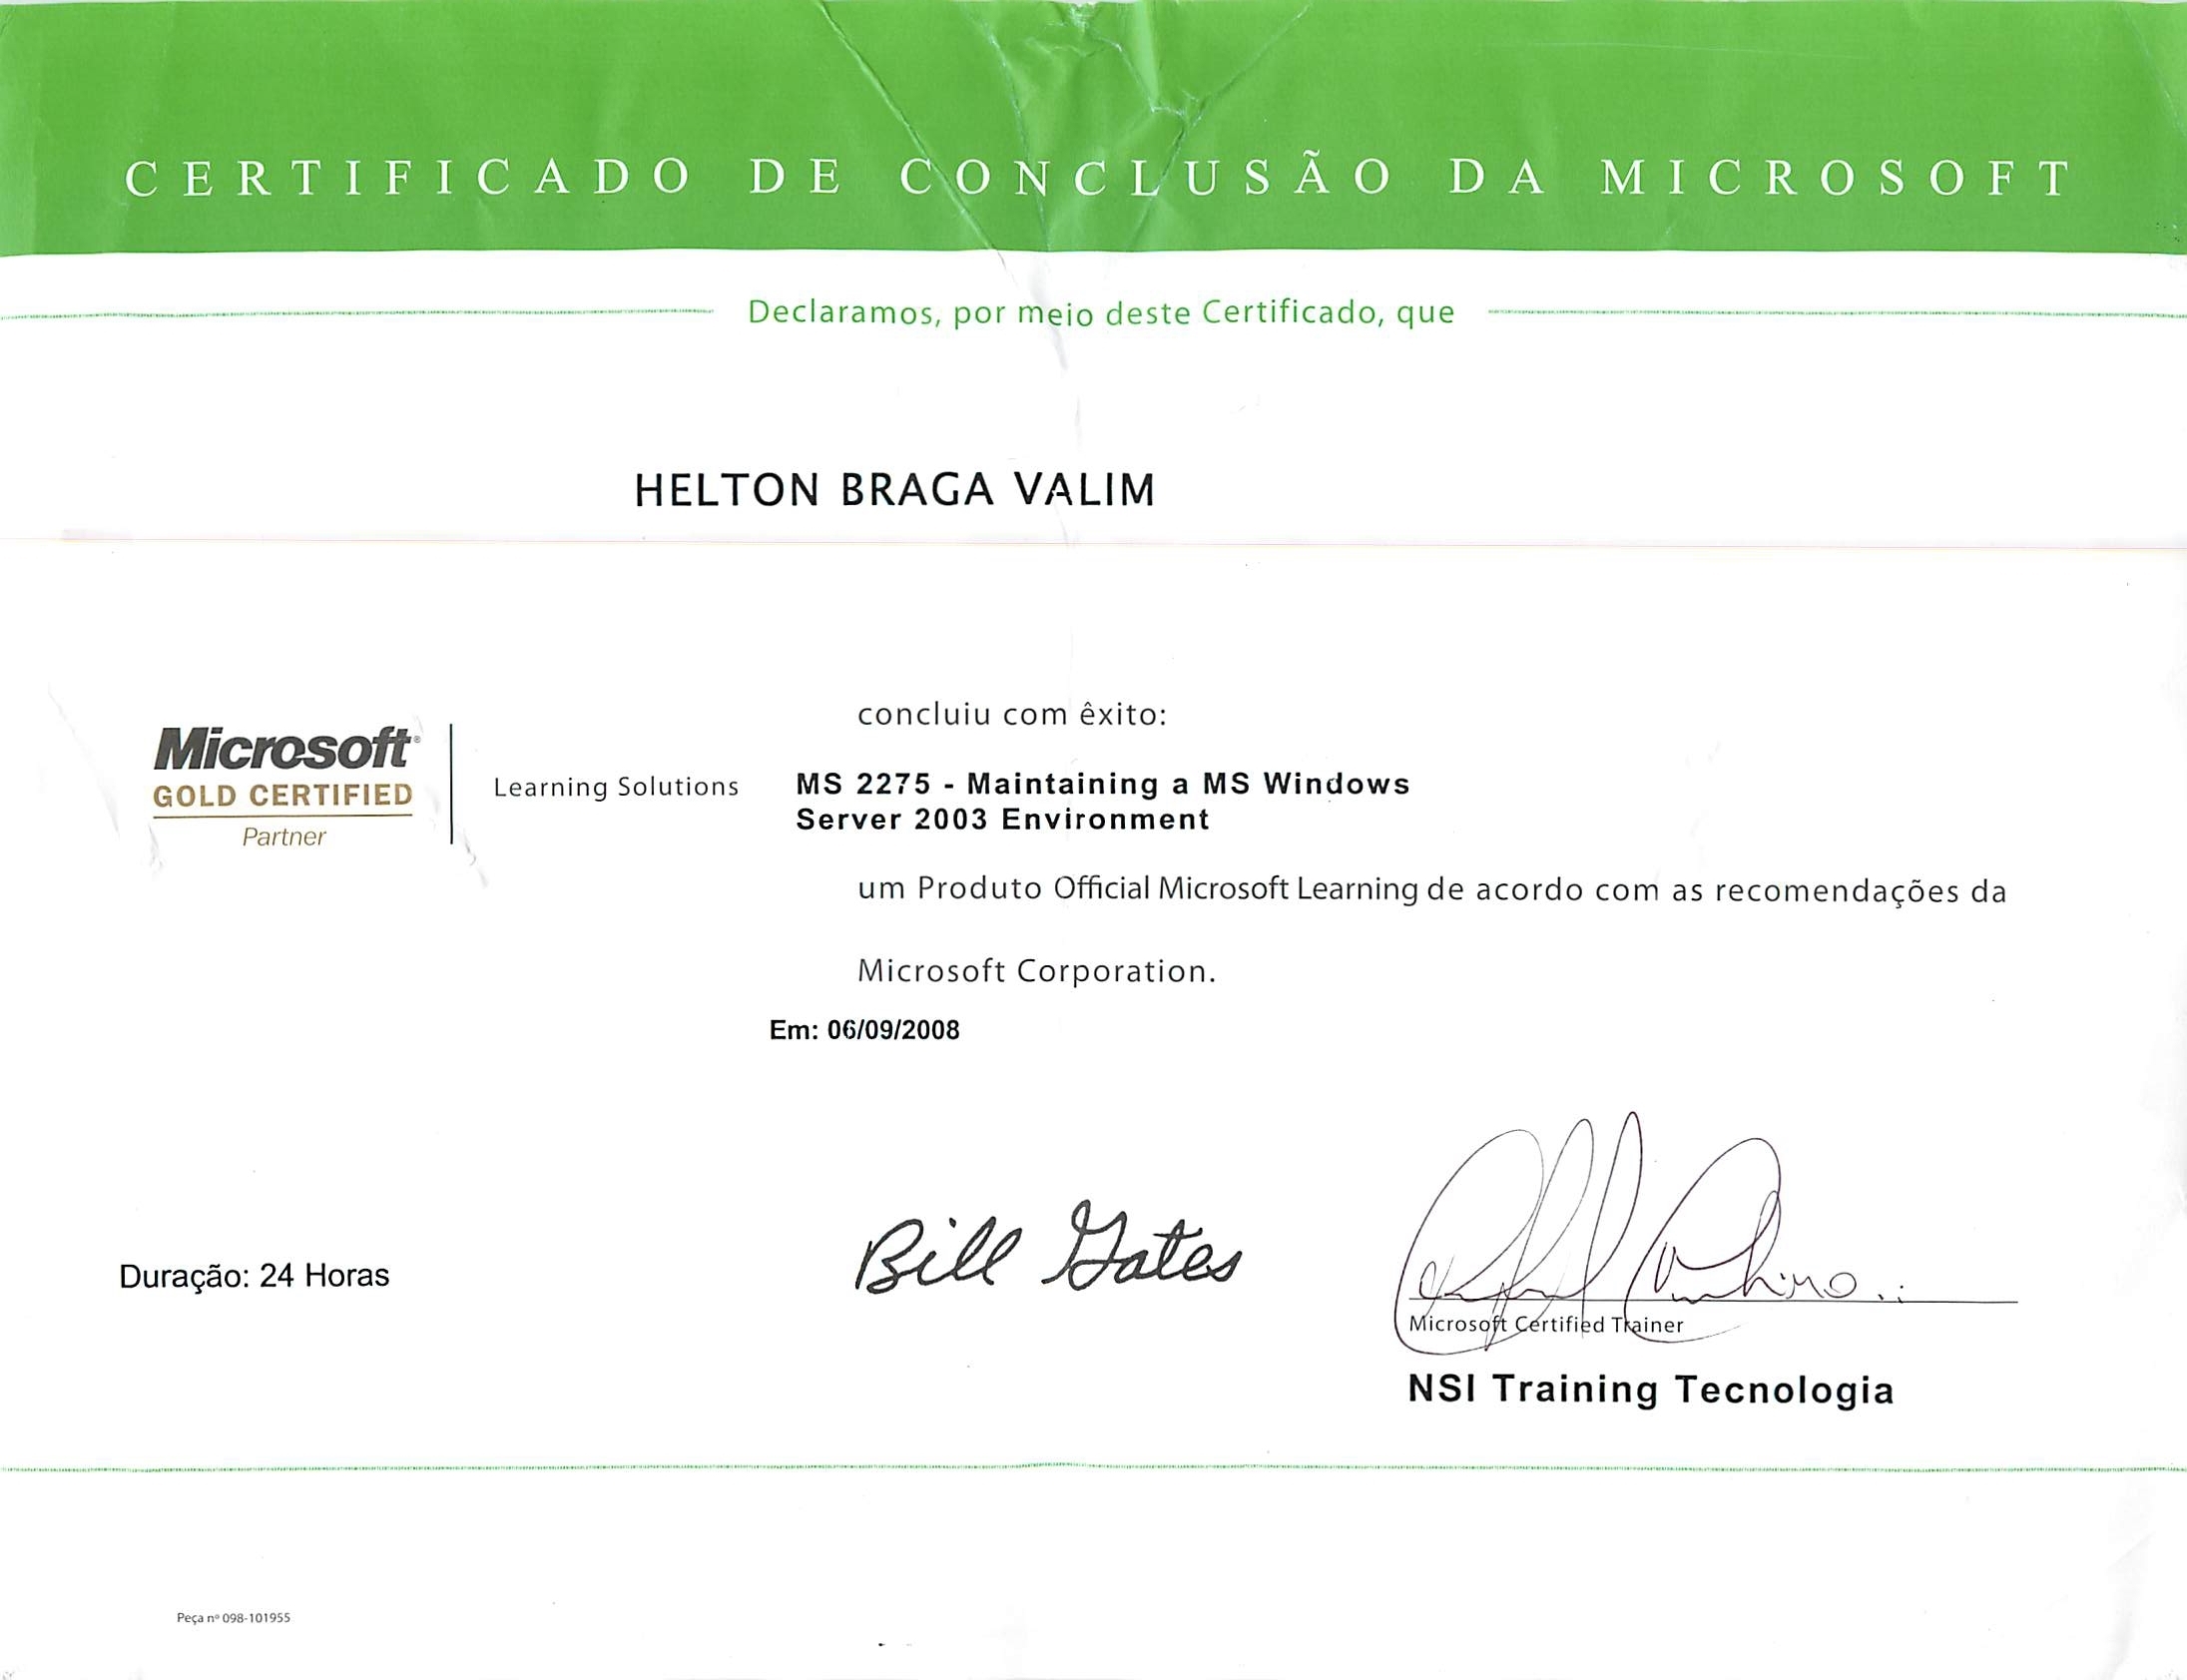 CERTIFICADO DE CONCLUSÃO DA MICROSOFT
Declaramos, por meio deste Certificado, que
HELTON BRAGA VALIM
concluiu com êxito:
Microsoft®
GOLD CERTIFIED
Partner
Learning Solutions
MS 2275 - Maintaining a MS Windows
Server 2003 Environment
um Produto Official Microsoft Learning de acordo com as recomendações da
Microsoft Corporation.
Em: 06/09/2008
Bill Gates
Duração: 24 Horas
Microsoft Certified Trainer
NSI Training Tecnologia
Peça nº 098-101955